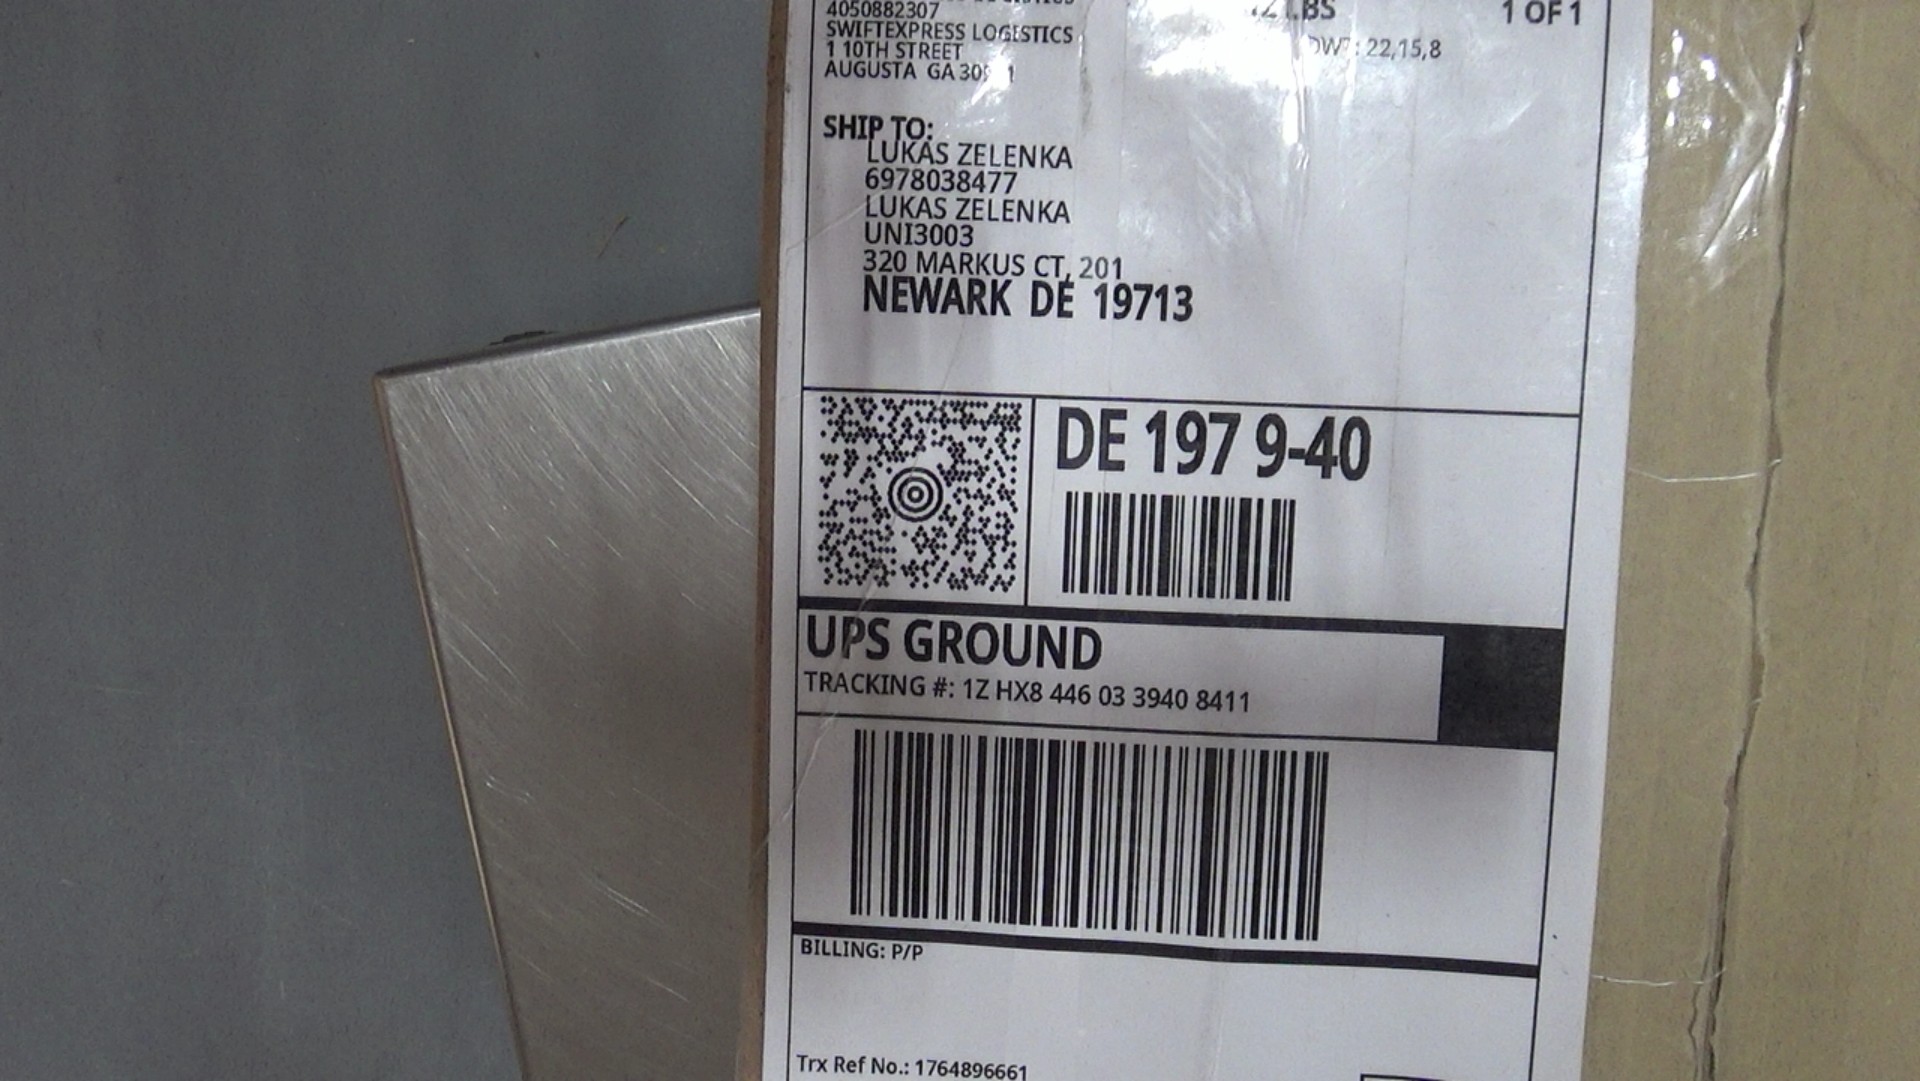 4050882307
SWIFTEXPRESS LOGISTICS
1 10TH STREET
AUGUSTA GA
LBS
1 OF 1
22,15,8
SHIP TO:
LUKAS ZELENKA
6978038477
LUKAS ZELENKA
UNI3003
320 MARKUS CT, 201
NEWARK DE 19713
DE 197 9-40
UPS GROUND
TRACKING #: 1Z HX8 446 03 3940 8411
BILLING: P/P
Trx Ref No.: 1764896661